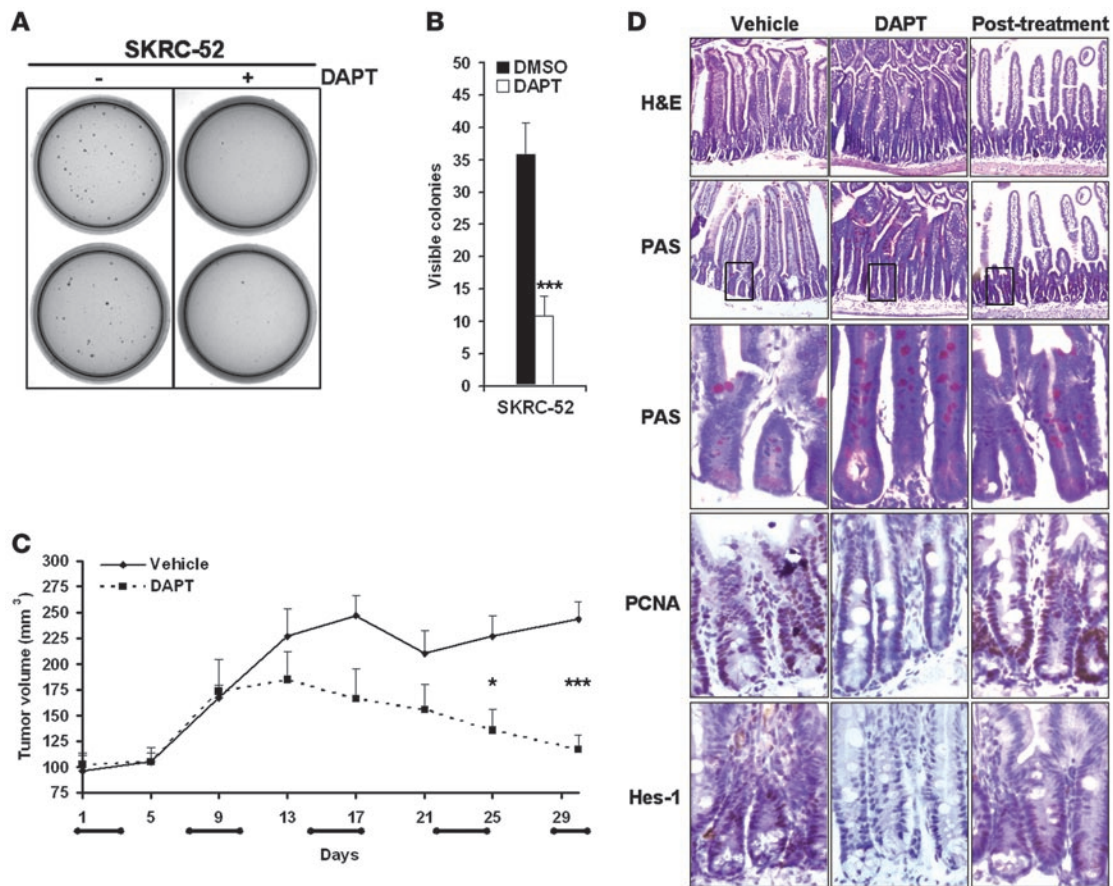 A
SKRC-52
- + DAPT
B
DMSO
DAPT
50
45
40
35
30
25
20
15
10
5
0
Visible colonies
***
SKRC-52
C
Vehicle
DAPT
300
275
250
225
200
175
150
125
100
75
Tumor volume (mm 3)
* ***
1 5 9 13 17 21 25 29
Days
D
Vehicle DAPT Post-treatment
H&E
PAS
PAS
PCNA
Hes-1